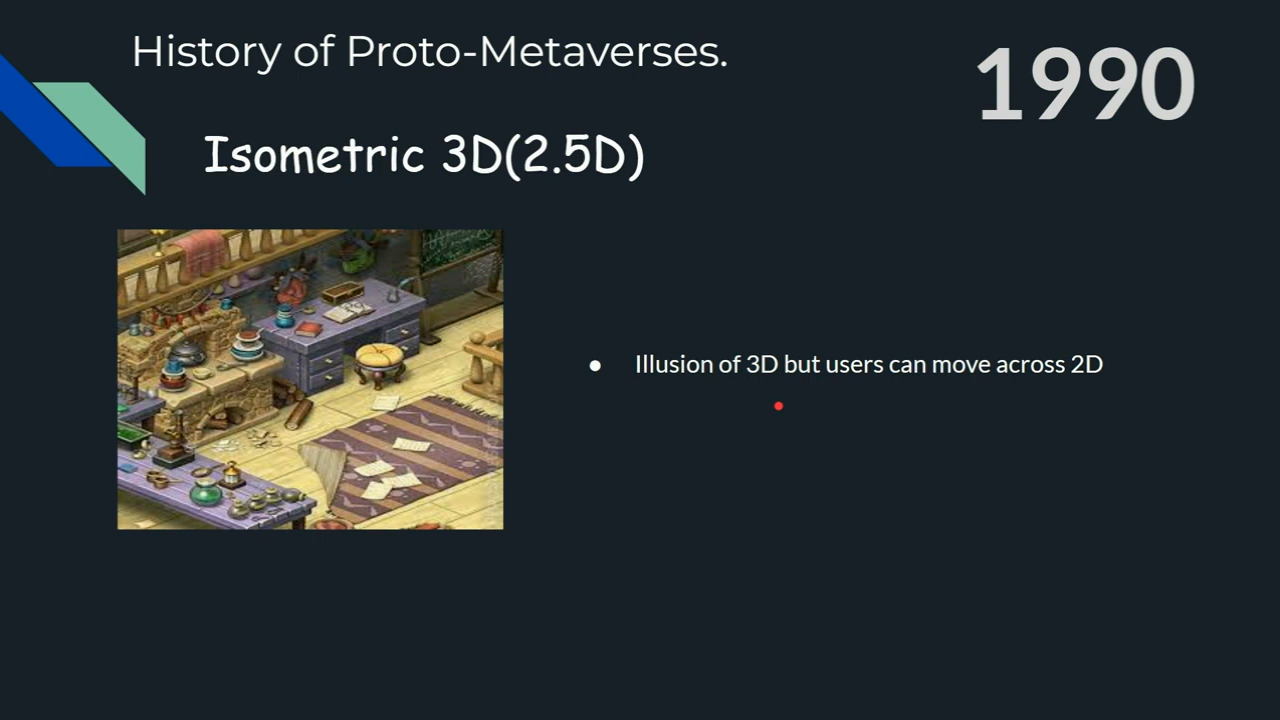 History of Proto-Metaverses.
1990
Isometric 3D(2.5D)
● Illusion of 3D but users can move across 2D